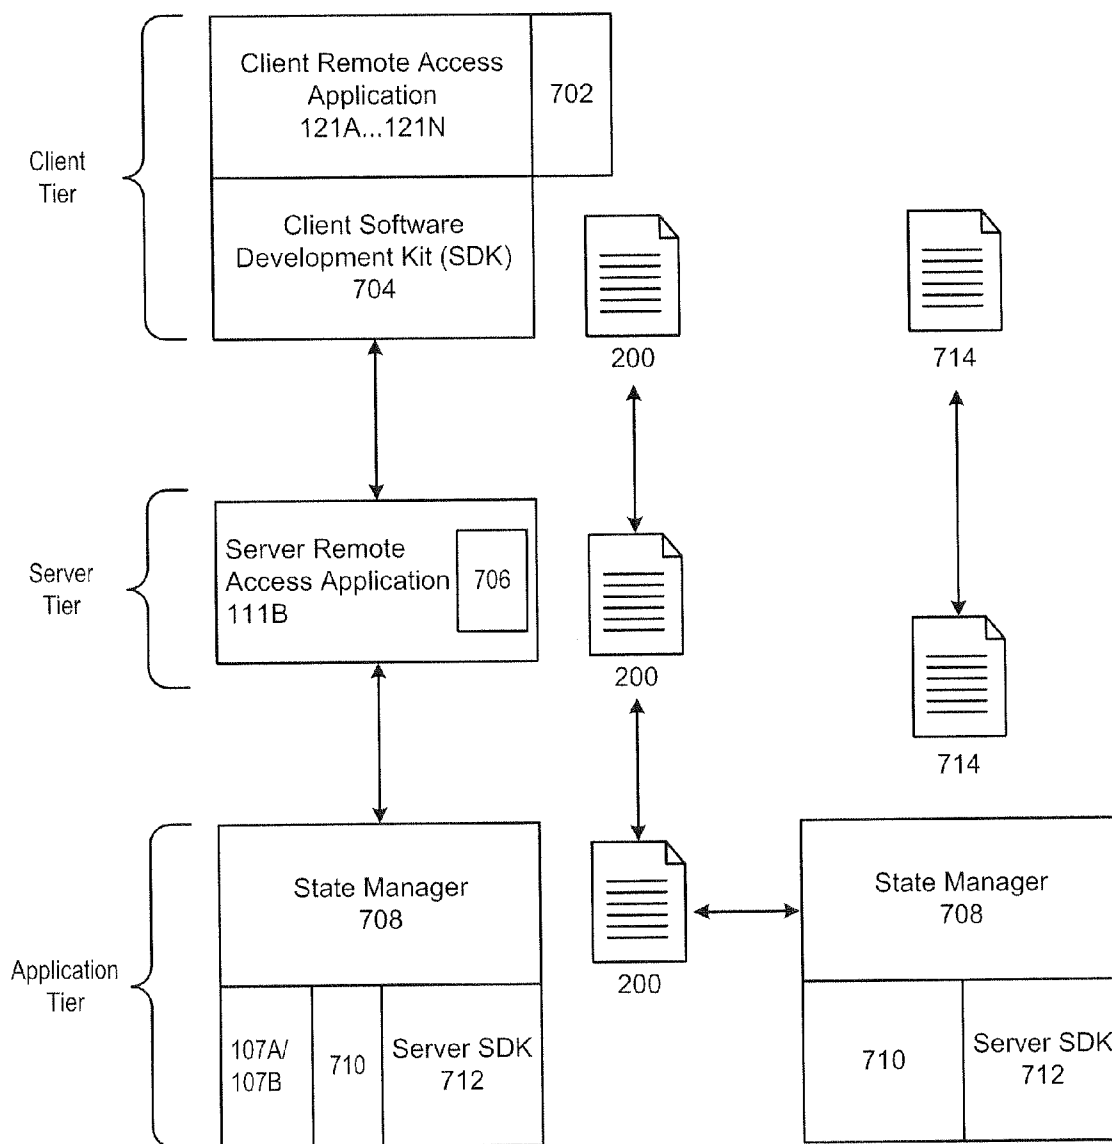 Client Remote Access
Application
121A...121N
702
Client
Tier
Client Software
Development Kit (SDK)
704
200
714
Server Remote
Access Application
111B
706
Server
Tier
200
714
State Manager
708
200
State Manager
708
Application
Tier
107A/
107B
710
Server SDK
712
710
Server SDK
712